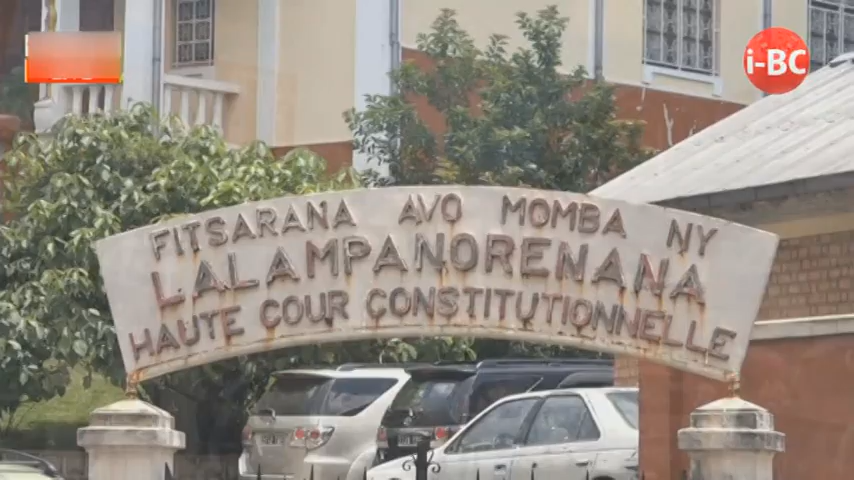 i-BC
FITSARANA AVO MOMBA NY
LALAMPANORENANA
HAUTE COUR CONSTITUTIONNELLE